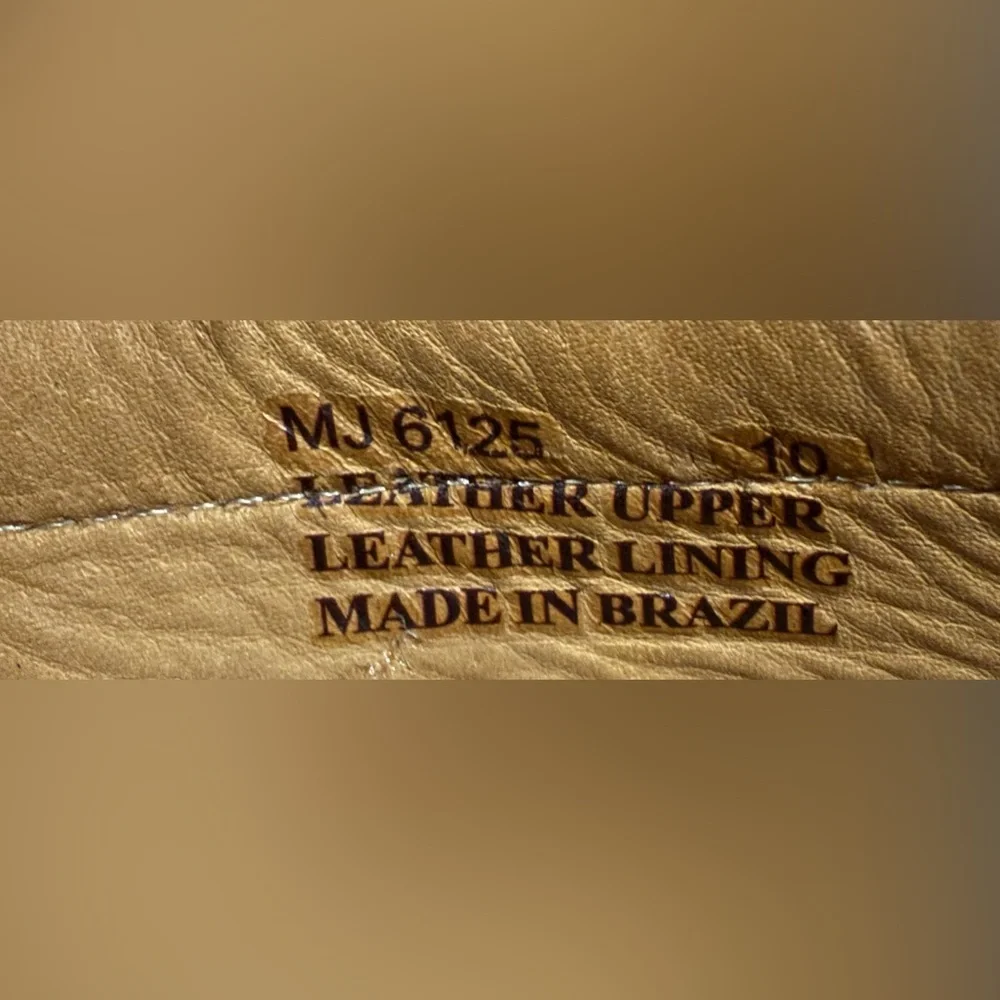 MJ 6125 10
LEATHER UPPER
LEATHER LINING
MADE IN BRAZIL